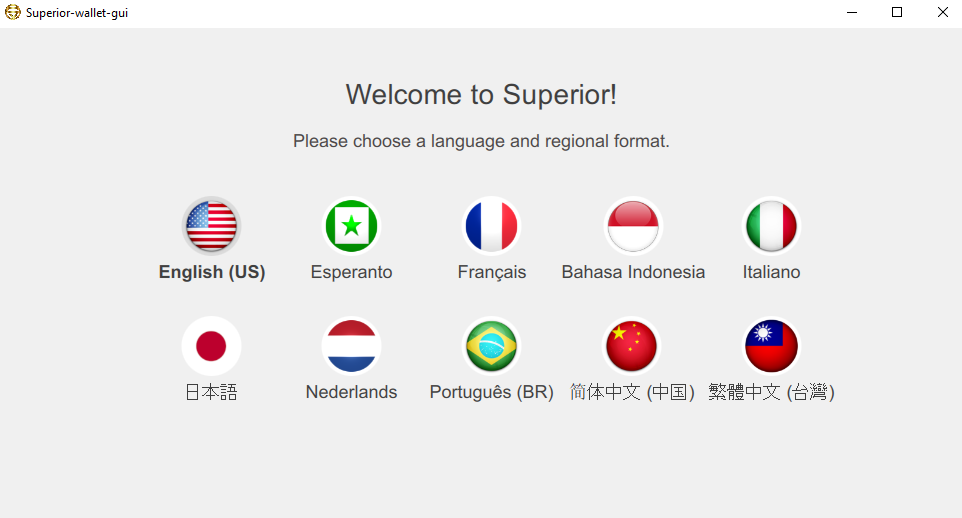 Superior-wallet-gui
Welcome to Superior!
Please choose a language and regional format.
English (US) Esperanto Français Bahasa Indonesia Italiano
日本語 Nederlands Português (BR) 简体中文 (中国) 繁體中文 (台灣)